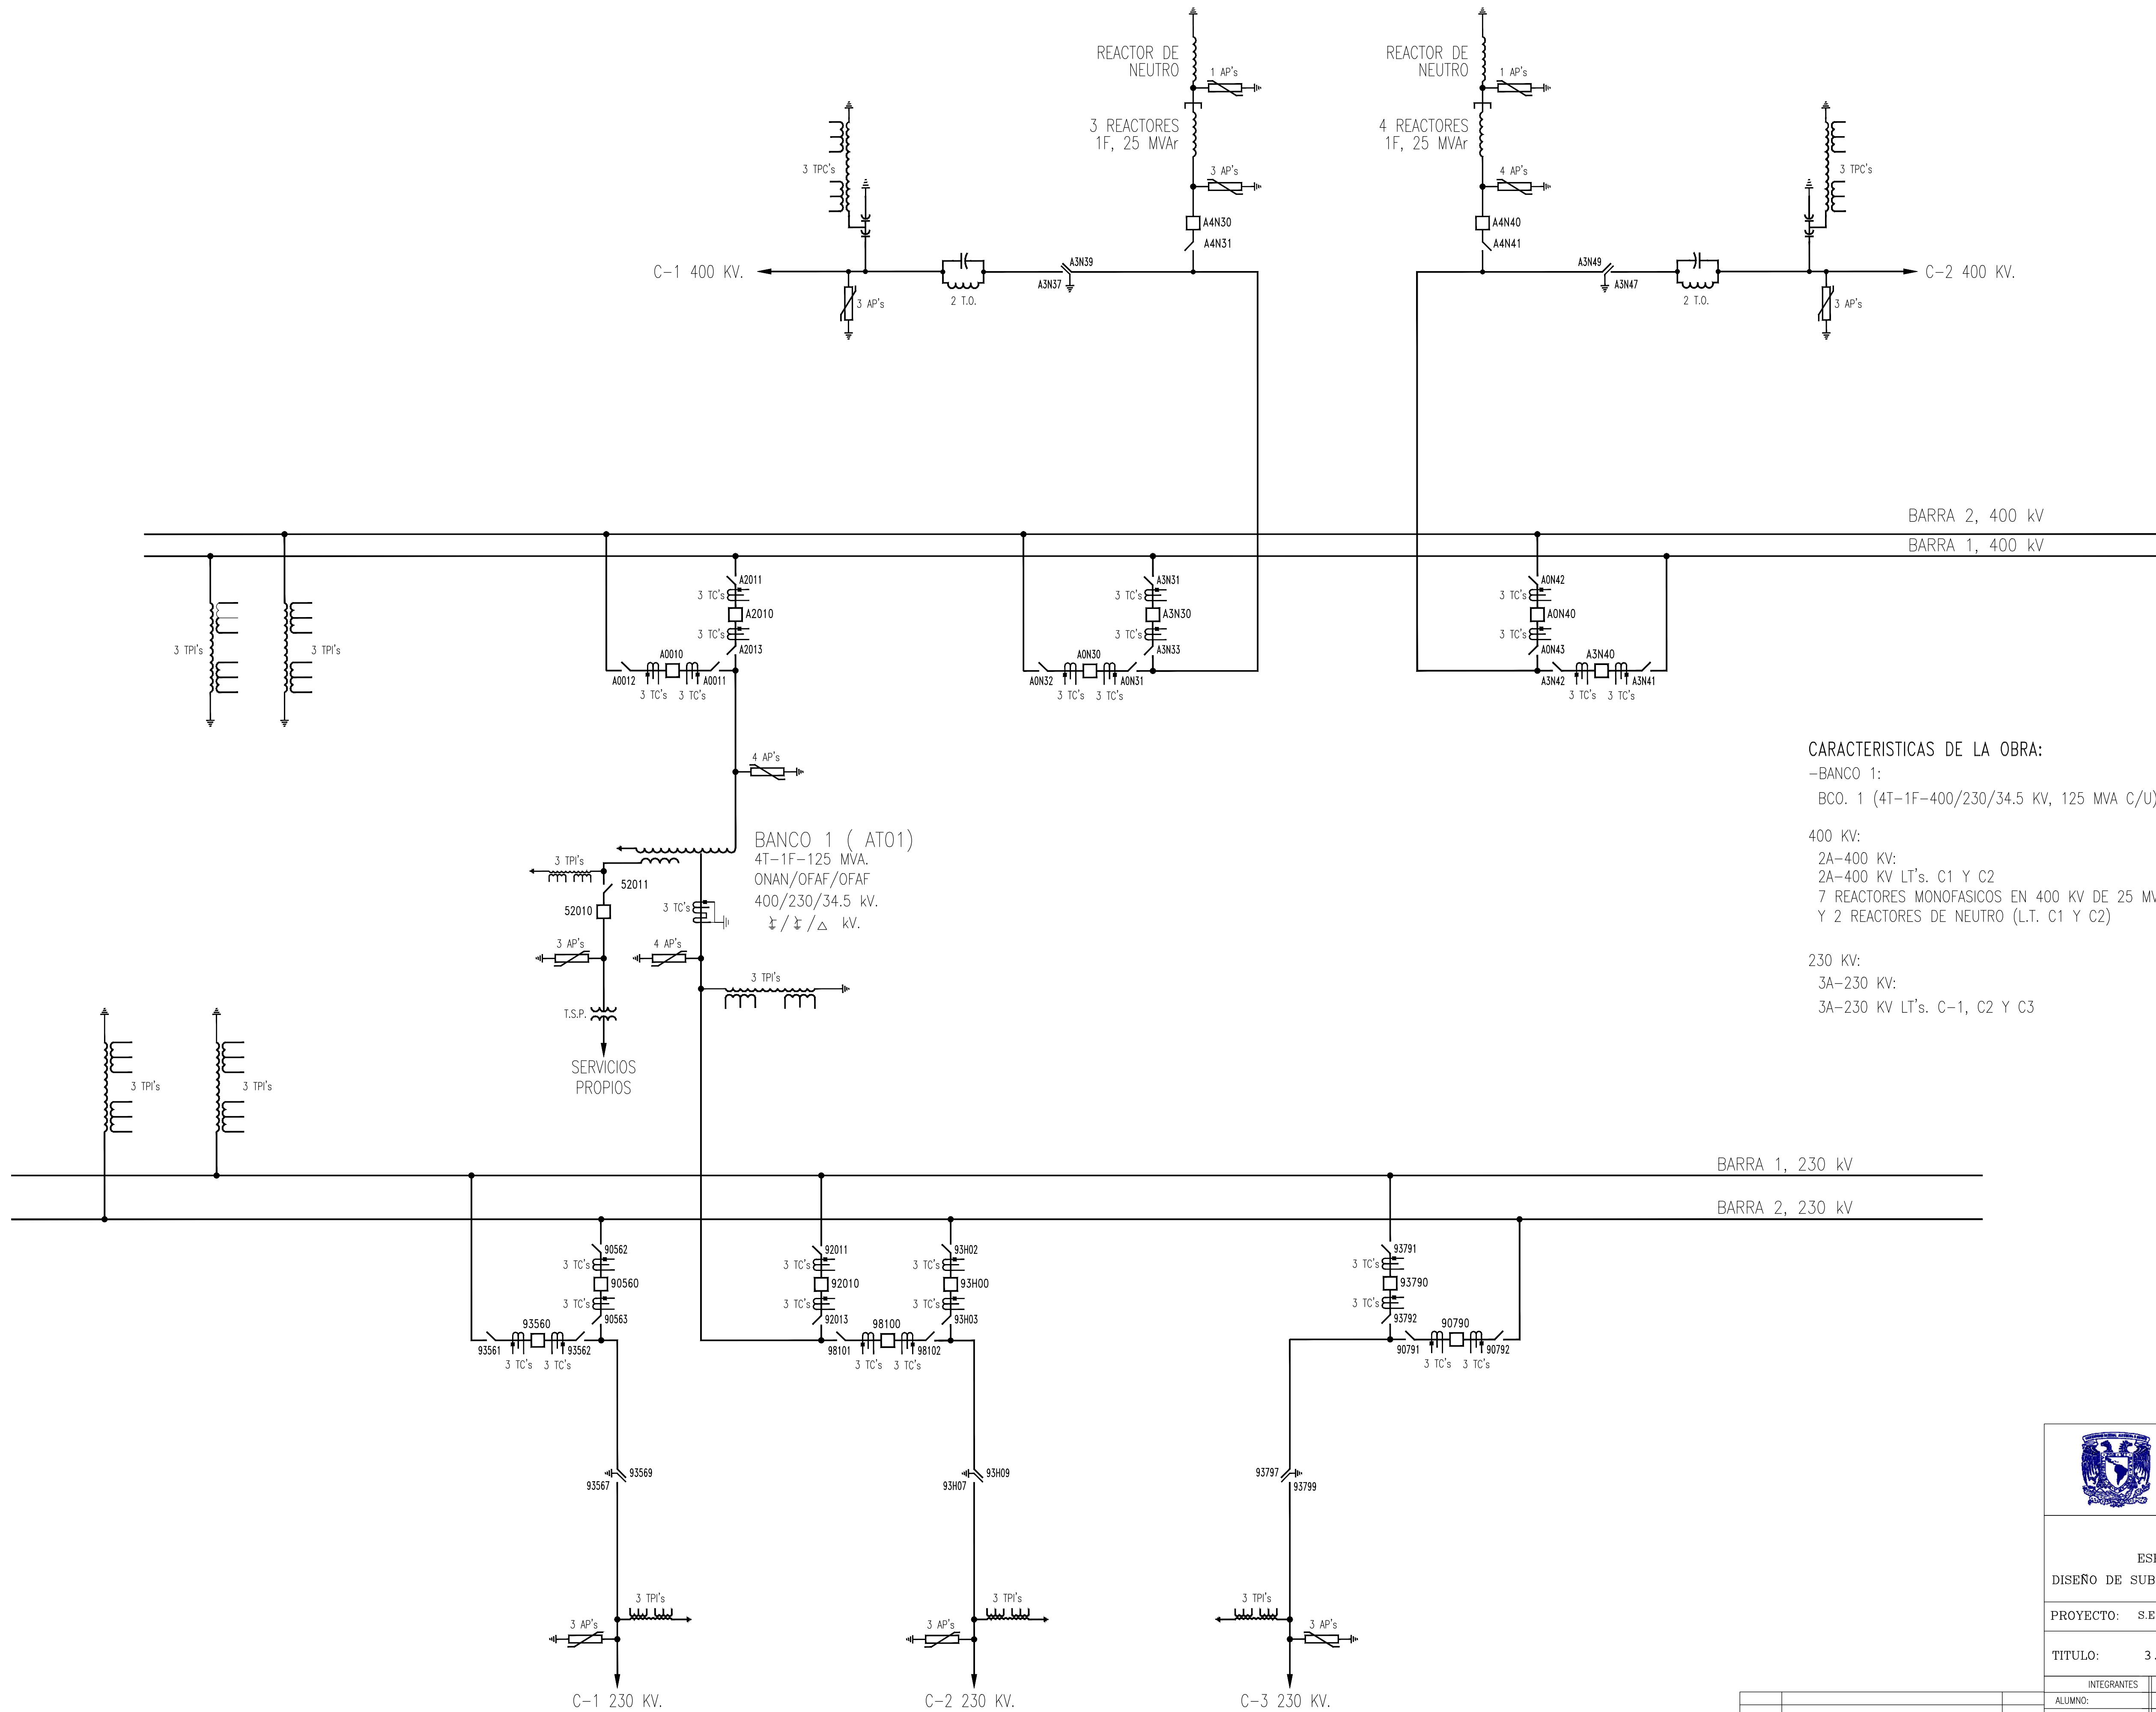 REACTOR DE
NEUTRO
1 AP's
REACTOR DE
NEUTRO
1 AP's
3 REACTORES
1F, 25 MVAr
4 REACTORES
1F, 25 MVAr
3 TPC's
3 AP's
4 AP's
3 TPC's
A4N30
A4N31
A4N40
A4N41
C-1 400 KV.
A3N39
A3N37
2 T.O.
3 AP's
A3N49
A3N47
2 T.O.
C-2 400 KV.
3 AP's
BARRA 2, 400 kV
BARRA 1, 400 kV
3 TPI's
3 TPI's
A2011
3 TC's
A2010
3 TC's
A2013
A0010
A0012
A0011
3 TC's
3 TC's
A3N31
3 TC's
A3N30
3 TC's
A3N33
A0N30
A0N32
A0N31
3 TC's
3 TC's
A0N42
3 TC's
A0N40
3 TC's
A0N43
A3N40
A3N42
A3N41
3 TC's
3 TC's
CARACTERISTICAS DE LA OBRA:
-BANCO 1:
BCO. 1 (4T-1F-400/230/34.5 KV, 125 MVA C/U)
400 KV:
2A-400 KV:
2A-400 KV LT's. C1 Y C2
7 REACTORES MONOFASICOS EN 400 KV DE 25
Y 2 REACTORES DE NEUTRO (L.T. C1 Y C2)
230 KV:
3A-230 KV:
3A-230 KV LT's. C-1, C2 Y C3
4 AP's
BANCO 1 ( AT01)
4T-1F-125 MVA.
ONAN/OFAF/OFAF
400/230/34.5 kV.
/ / △ kV.
3 TPI's
52011
52010
3 TC's
3 AP's
4 AP's
3 TPI's
T.S.P.
SERVICIOS
PROPIOS
3 TPI's
3 TPI's
BARRA 1, 230 kV
BARRA 2, 230 kV
90562
3 TC's
90560
3 TC's
90563
93560
93561
93562
3 TC's
3 TC's
92011
3 TC's
92010
3 TC's
92013
98100
98101
98102
3 TC's
3 TC's
93H02
3 TC's
93H00
3 TC's
93H03
93791
3 TC's
93790
3 TC's
93792
90790
90791
90792
3 TC's
3 TC's
93569
93567
93H09
93H07
93797
93799
3 TPI's
3 AP's
3 TPI's
3 AP's
3 TPI's
3 AP's
C-1 230 KV.
C-2 230 KV.
C-3 230 KV.
DISEÑO DE SUB
PROYECTO: S.E
TITULO: 3
INTEGRANTES
ALUMNO: